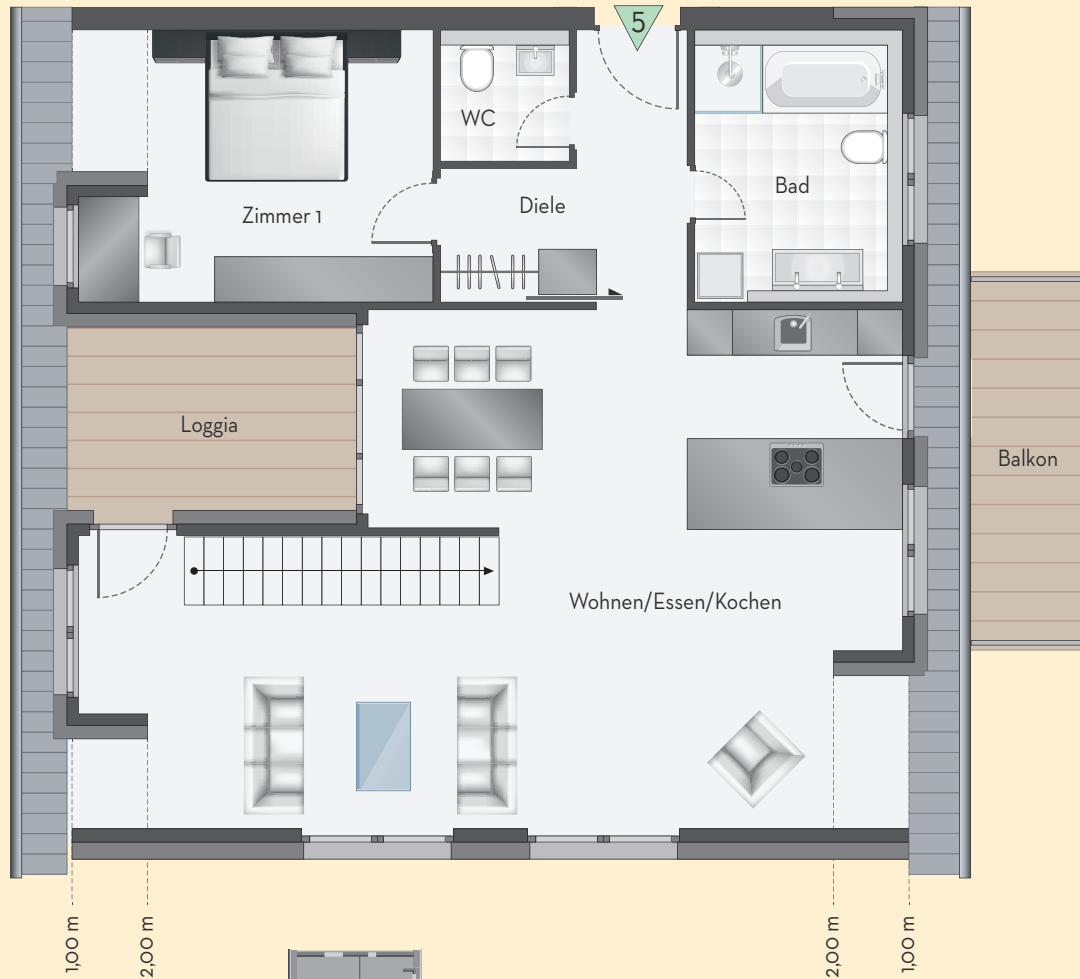 5
WC
Bad
Diele
Zimmer 1
Loggia
Balkon
Wohnen/Essen/Kochen
1,00 m
2,00 m
2,00 m
1,00 m